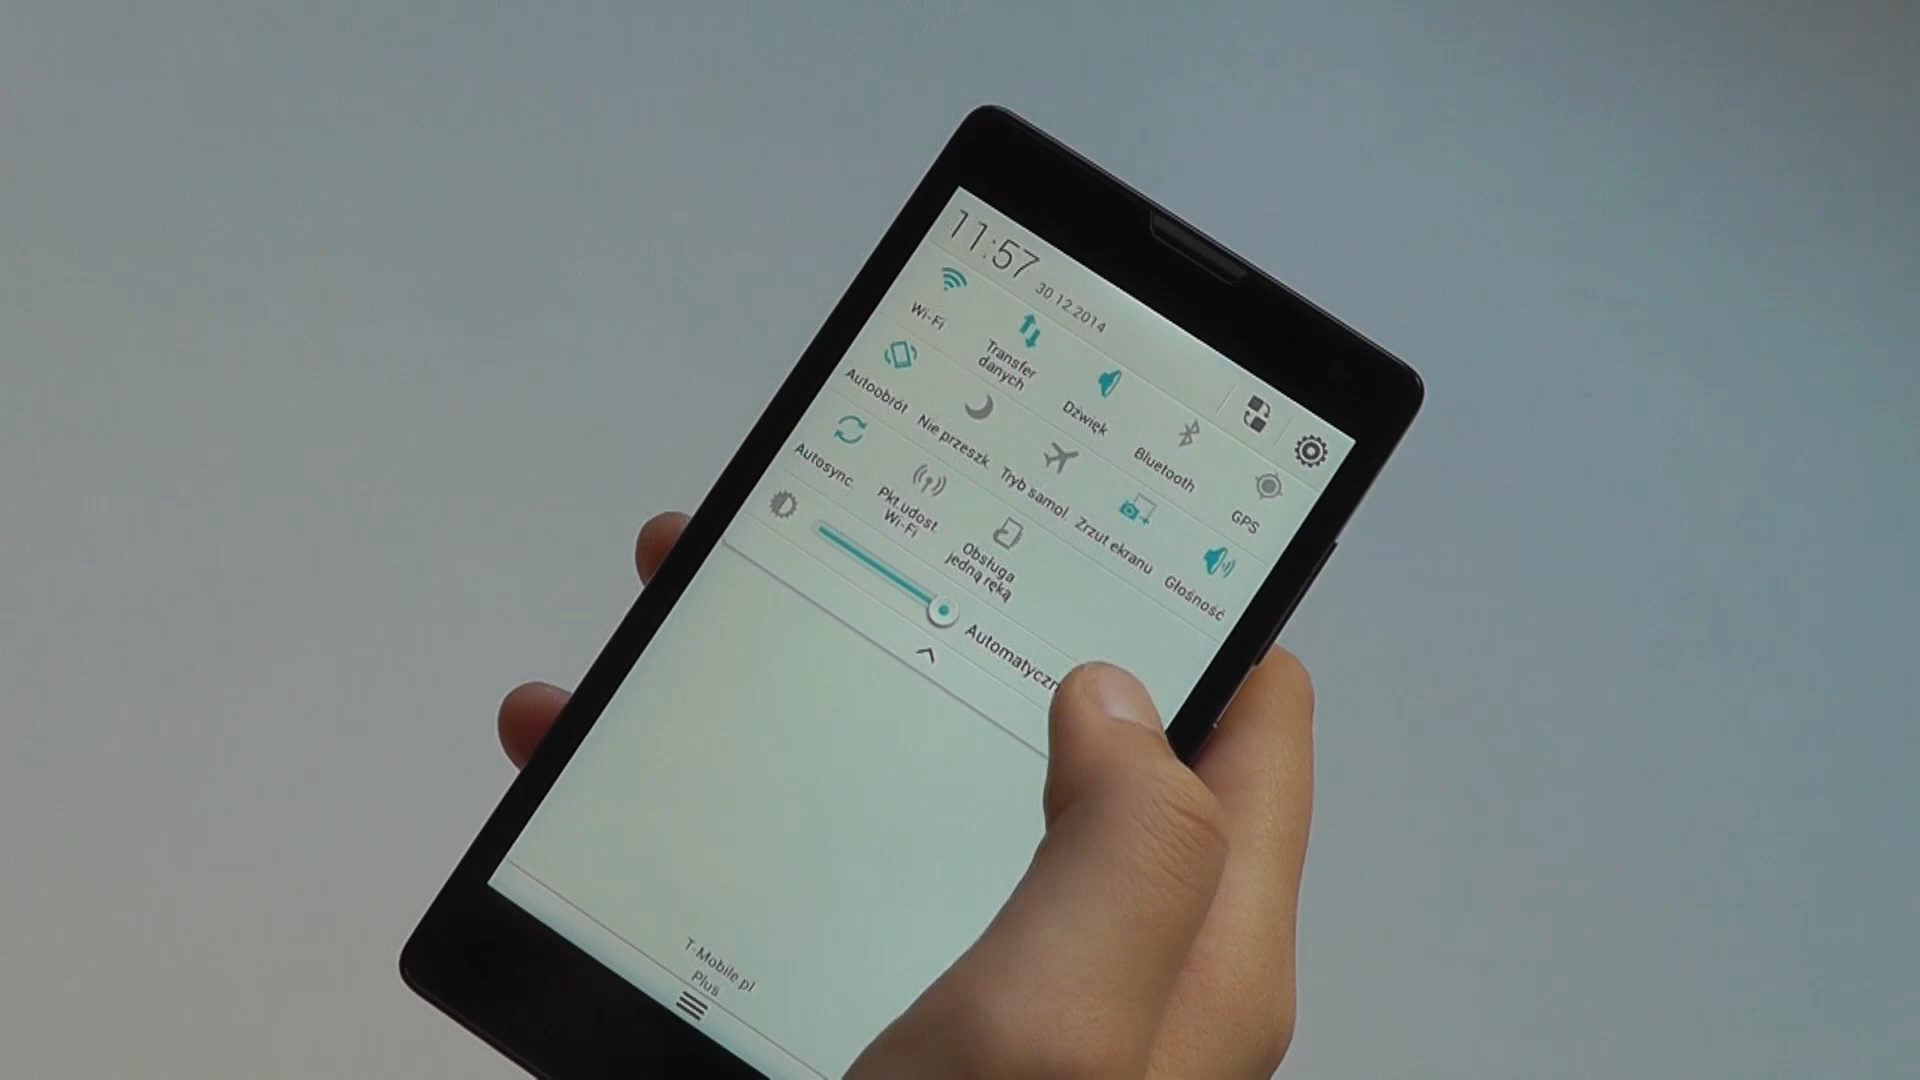 11:57
30.12.2014
Wi-Fi
Transfer
danych
Dźwięk
Bluetooth
GPS
Autoobrót
Nie przeszk.
Tryb samol.
Zrzut ekranu
Głośność
Autosync.
Pkt.udost.
Wi-Fi
Obsługa
jedną ręką
Automatyczn
T-Mobile.pl
Plus